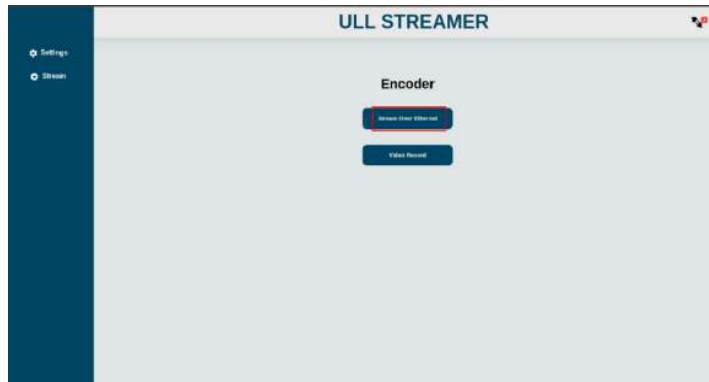 ULL STREAMER
Settings
Stream
Encoder
Stream Over Ethernet
Video Record